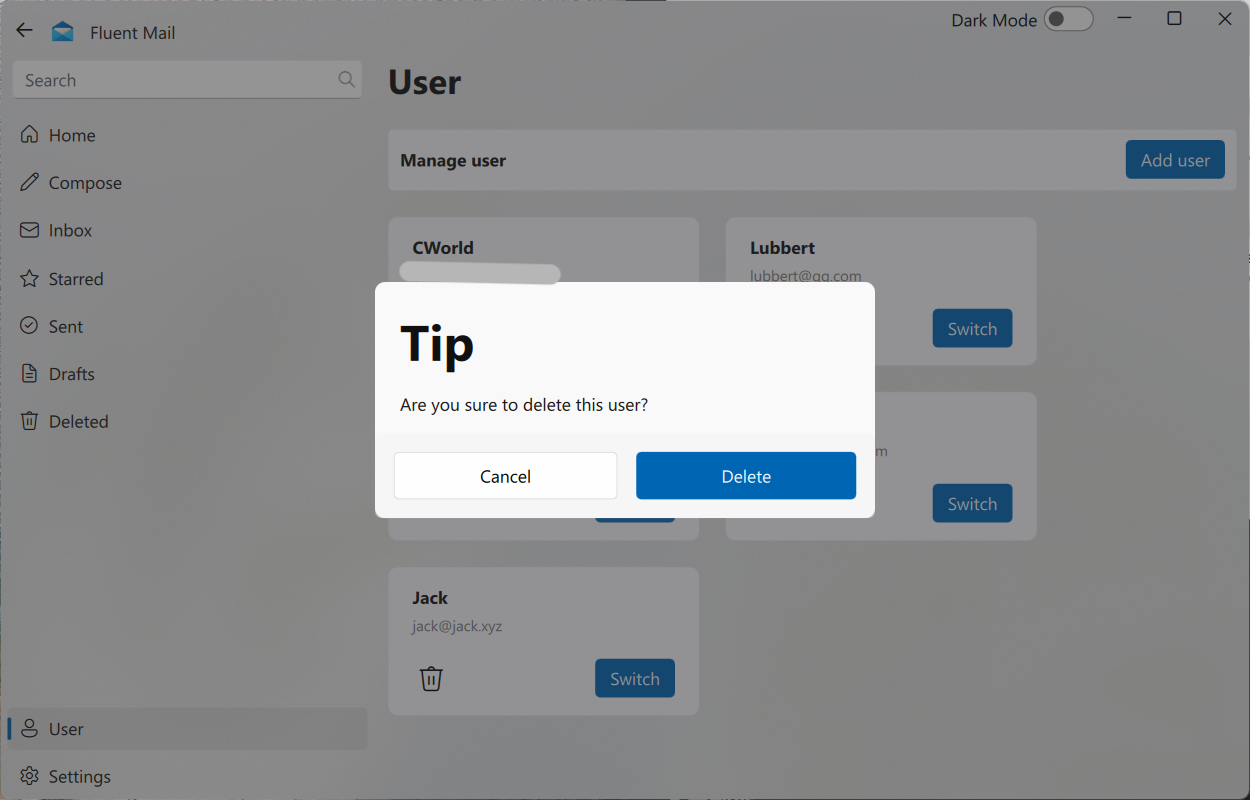 Fluent Mail
Dark Mode
Search
Home
Compose
Inbox
Starred
Sent
Drafts
Deleted
User
Settings
User
Manage user
Add user
CWorld
Lubbert
lubbert@qq.com
Switch
Tip
Are you sure to delete this user?
Cancel
Delete
m
Switch
Jack
jack@jack.xyz
Switch